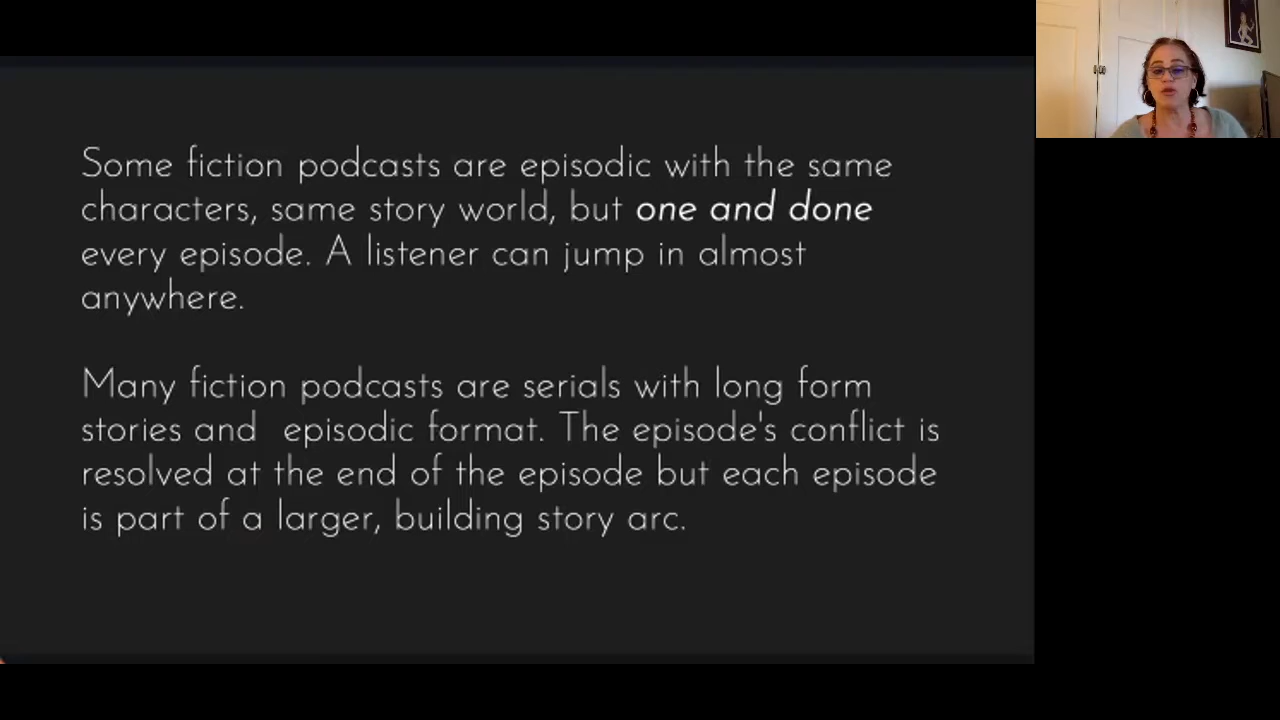 Some fiction podcasts are episodic with the same
characters, same story world, but one and done
every episode. A listener can jump in almost
anywhere.
Many fiction podcasts are serials with long form
stories and  episodic format. The episode's conflict is
resolved at the end of the episode but each episode
is part of a larger, building story arc.